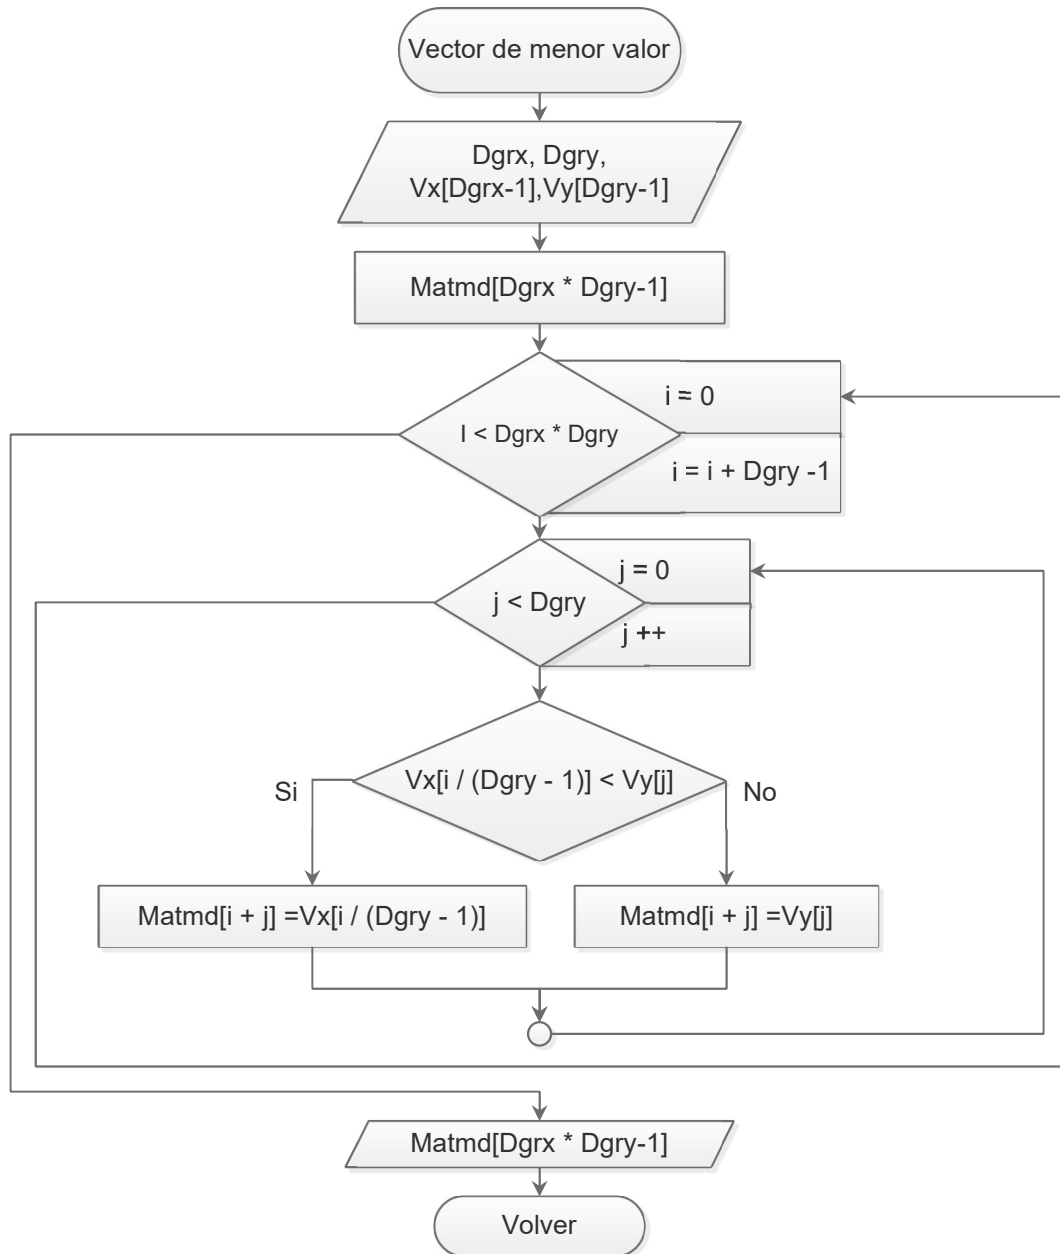 Vector de menor valor
Dgrx, Dgry,
Vx[Dgrx-1],Vy[Dgry-1]
Matmd[Dgrx * Dgry-1]
i = 0
I < Dgrx * Dgry
i = i + Dgry -1
j = 0
j < Dgry
j ++
Vx[i / (Dgry - 1)] < Vy[j]
Si
No
Matmd[i + j] =Vx[i / (Dgry - 1)]
Matmd[i + j] =Vy[j]
Matmd[Dgrx * Dgry-1]
Volver